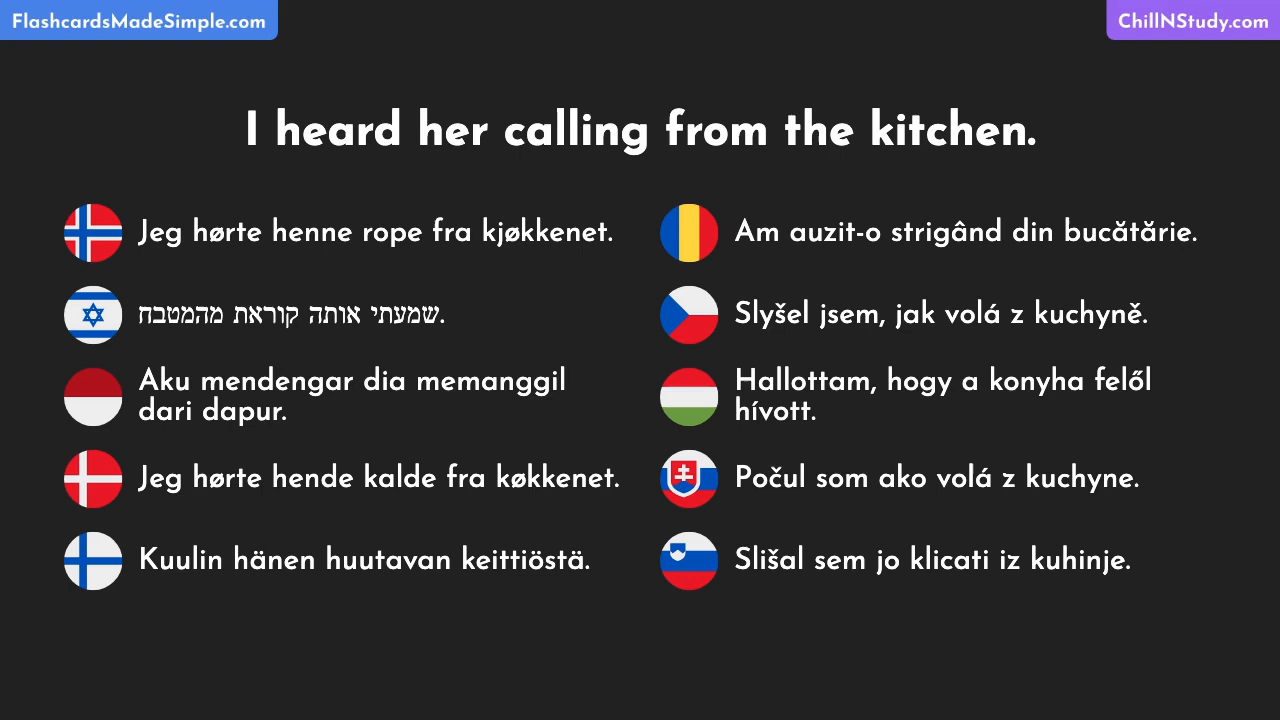 FlashcardsMadeSimple.com
ChillNStudy.com
I heard her calling from the kitchen.
Jeg hørte henne rope fra kjøkkenet.
שמעתי אותה קוראת מהמטבח.
Aku mendengar dia memanggil
dari dapur.
Jeg hørte hende kalde fra køkkenet.
Kuulin hänen huutavan keittiöstä.
Am auzit-o strigând din bucătărie.
Slyšel jsem, jak volá z kuchyně.
Hallottam, hogy a konyha felől
hívott.
Počul som ako volá z kuchyne.
Slišal sem jo klicati iz kuhinje.